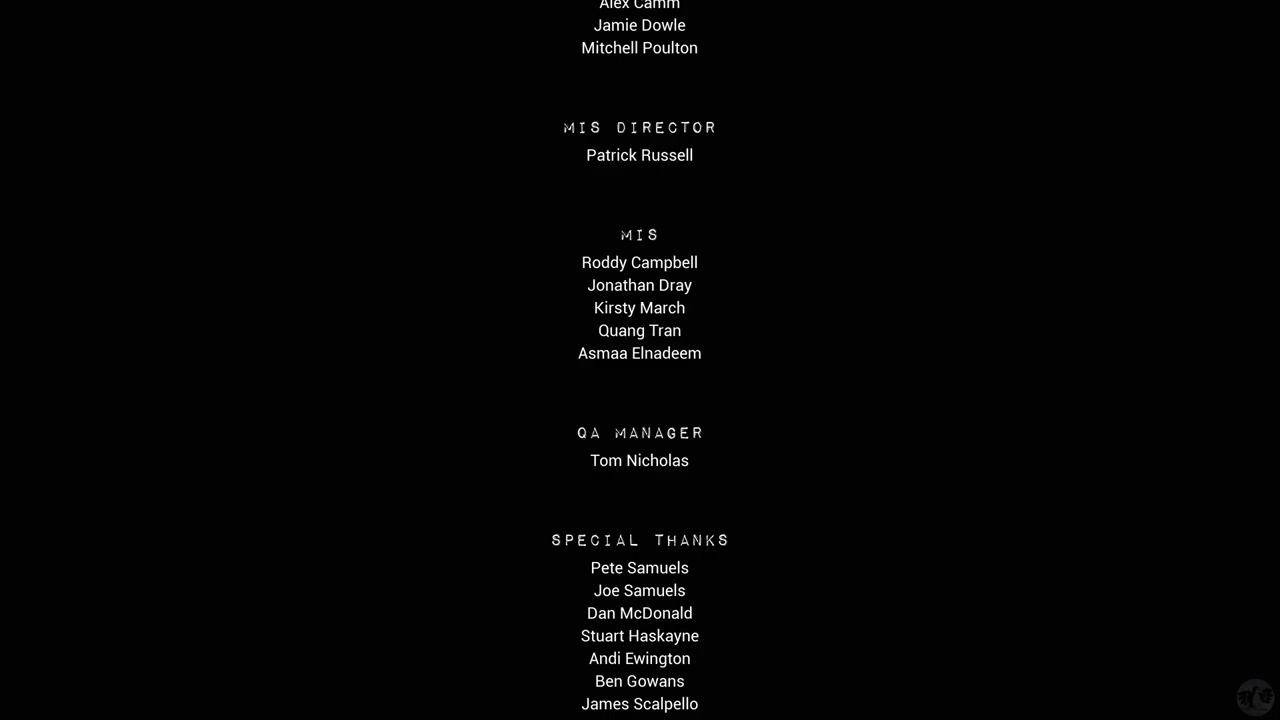 Alex Camm
Jamie Dowle
Mitchell Poulton
MIS DIRECTOR
Patrick Russell
MIS
Roddy Campbell
Jonathan Dray
Kirsty March
Quang Tran
Asmaa Elnadeem
QA MANAGER
Tom Nicholas
SPECIAL THANKS
Pete Samuels
Joe Samuels
Dan McDonald
Stuart Haskayne
Andi Ewington
Ben Gowans
James Scalpello